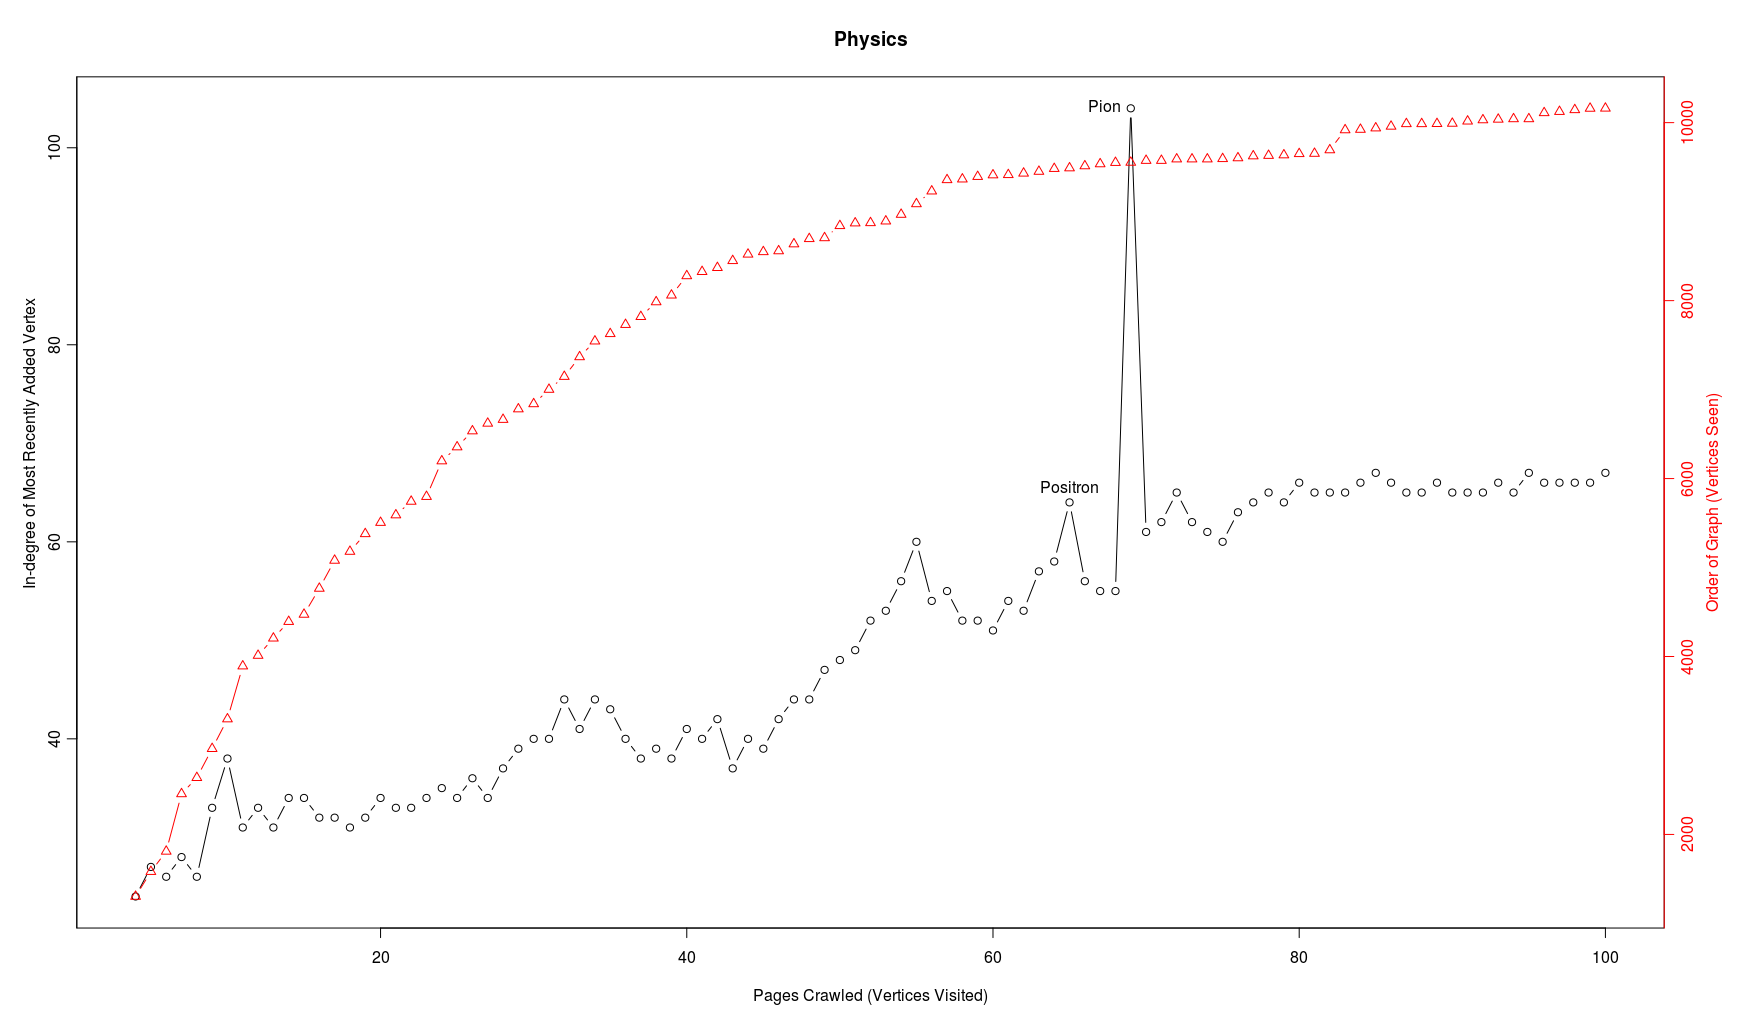 Physics
Pion
Positron
100
80
60
40
In-degree of Most Recently Added Vertex
10000
8000
6000
4000
2000
Order of Graph (Vertices Seen)
20
40
60
80
100
Pages Crawled (Vertices Visited)